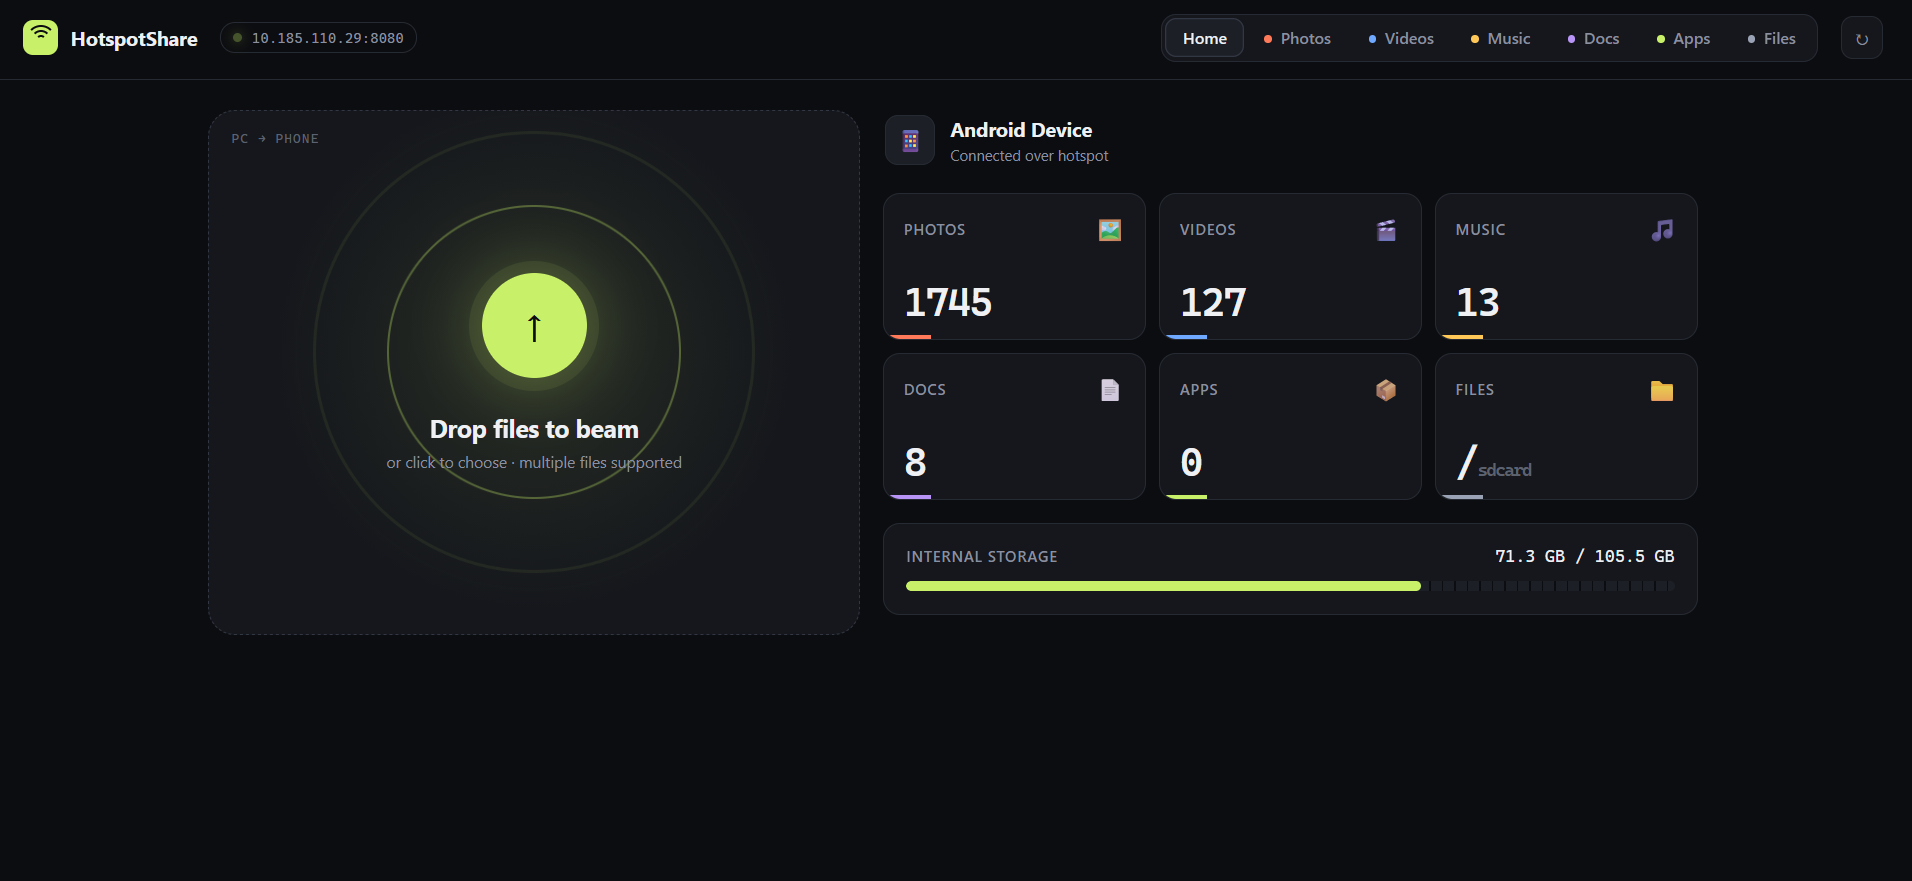 HotspotShare
10.185.110.29:8080
Home
Photos
Videos
Music
Docs
Apps
Files
PC → PHONE
Drop files to beam
or click to choose · multiple files supported
Android Device
Connected over hotspot
PHOTOS
1745
VIDEOS
127
MUSIC
13
DOCS
8
APPS
0
FILES
/sdcard
INTERNAL STORAGE
71.3 GB / 105.5 GB